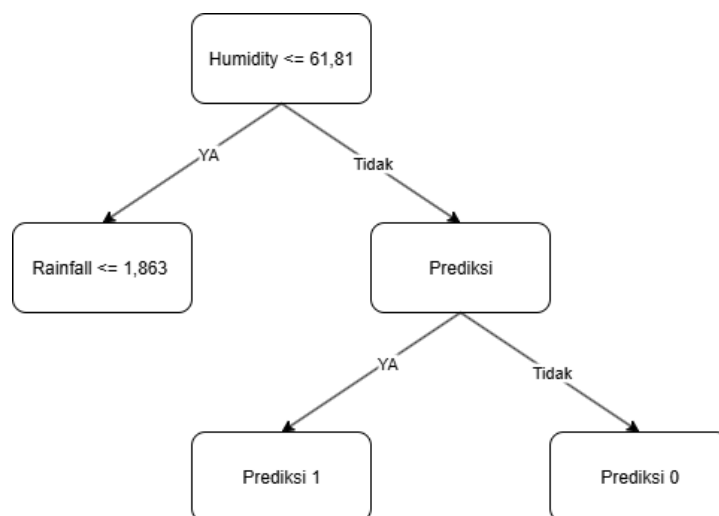 Humidity <= 61,81
YA
Tidak
Rainfall <= 1,863
Prediksi
YA
Tidak
Prediksi 1
Prediksi 0